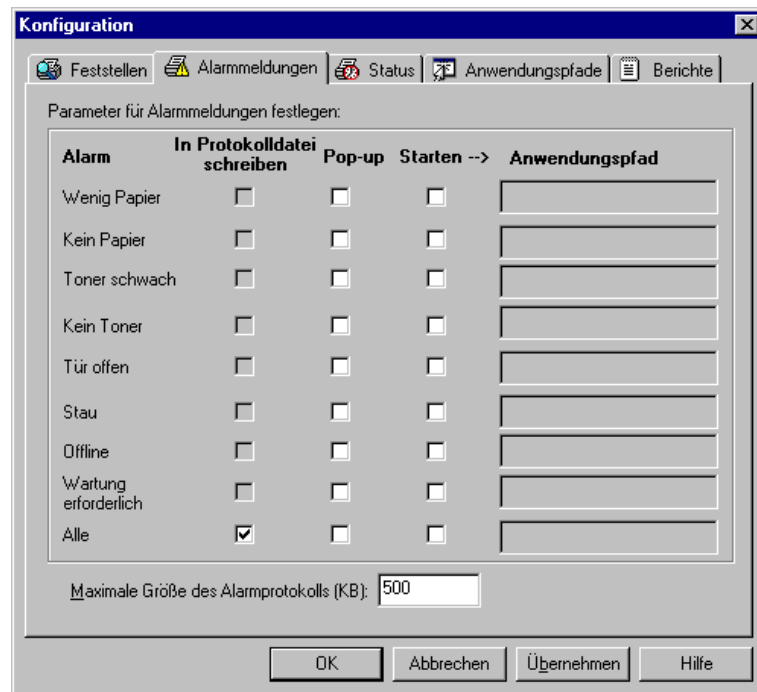 Konfiguration
Feststellen Alarmmeldungen Status Anwendungspfade Berichte
Parameter für Alarmmeldungen festlegen:
Alarm In Protokolldatei schreiben Pop-up Starten --> Anwendungspfad
Wenig Papier
Kein Papier
Toner schwach
Kein Toner
Tür offen
Stau
Offline
Wartung
erforderlich
Alle
Maximale Größe des Alarmprotokolls (KB): 500
OK Abbrechen Übernehmen Hilfe